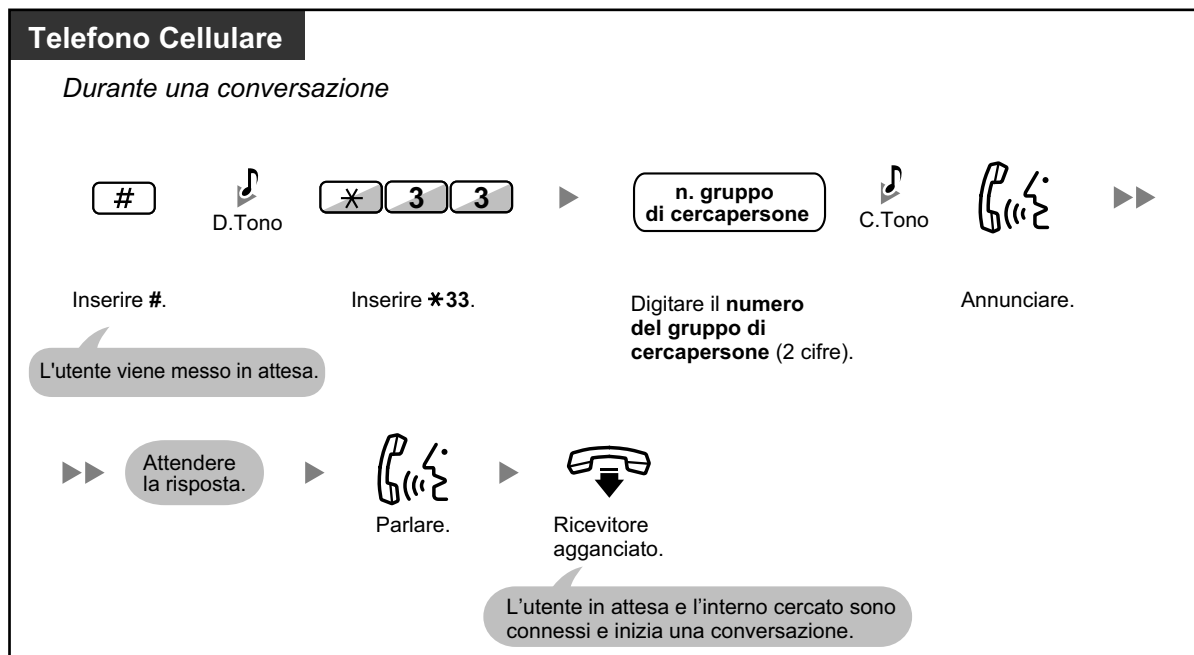 Telefono Cellulare
Durante una conversazione
#
D.Tono
* 3 3
n. gruppo
di cercapersone
C.Tono
Inserire #.
Inserire *33.
Digitare il numero
del gruppo di
cercapersone (2 cifre).
Annunciare.
L'utente viene messo in attesa.
Attendere
la risposta.
Parlare.
Ricevitore
agganciato.
L’utente in attesa e l’interno cercato sono
connessi e inizia una conversazione.